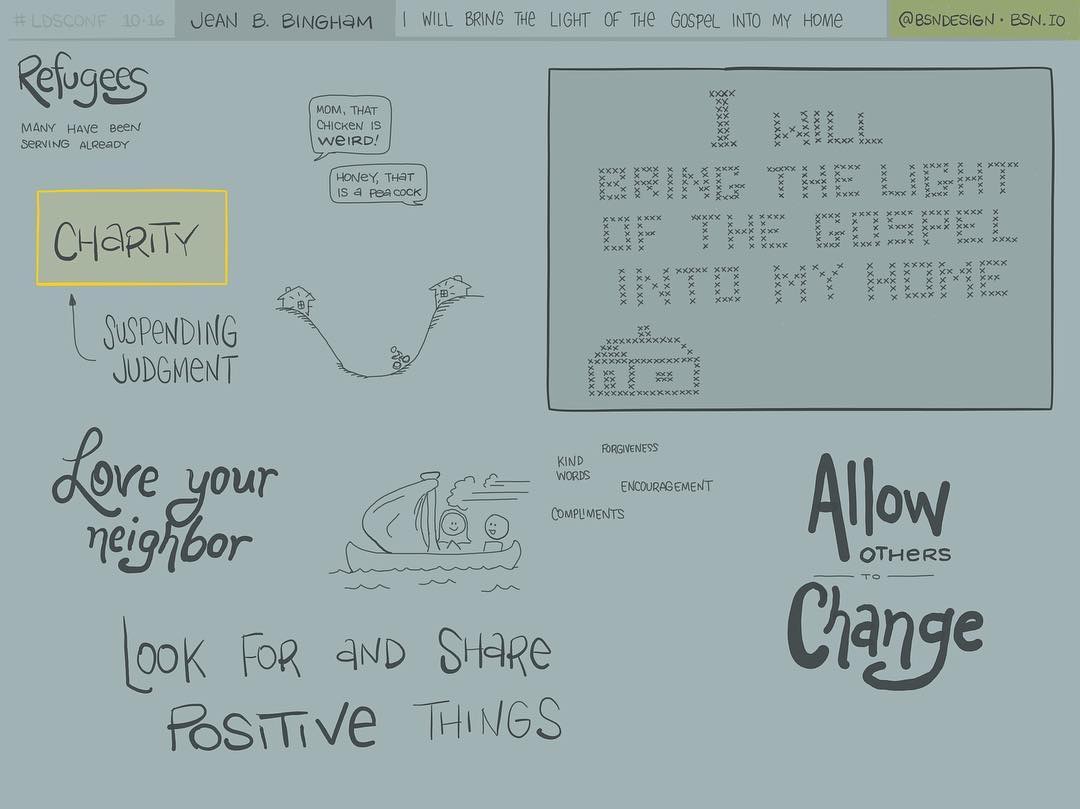 # LDSCONF 10-16
JEAN B. BINGHAM
I WILL BRING THE LIGHT OF THE GOSPEL INTO MY HOME
@BSNDESIGN · BSN.IO
Refugees
MANY HAVE BEEN
SERVING ALREADY
MOM, THAT
CHICKEN IS
WEIRD!
HONEY, THAT
IS A PEACOCK
CHARITY
SUSPENDING
JUDGMENT
I WILL
BRING THE LIGHT
OF THE GOSPEL
INTO MY HOME
Love your
neighbor
FORGIVENESS
KIND
WORDS
ENCOURAGEMENT
COMPLIMENTS
Allow
OTHERS
TO
Change
LOOK FOR AND SHARE
POSITIVE THINGS